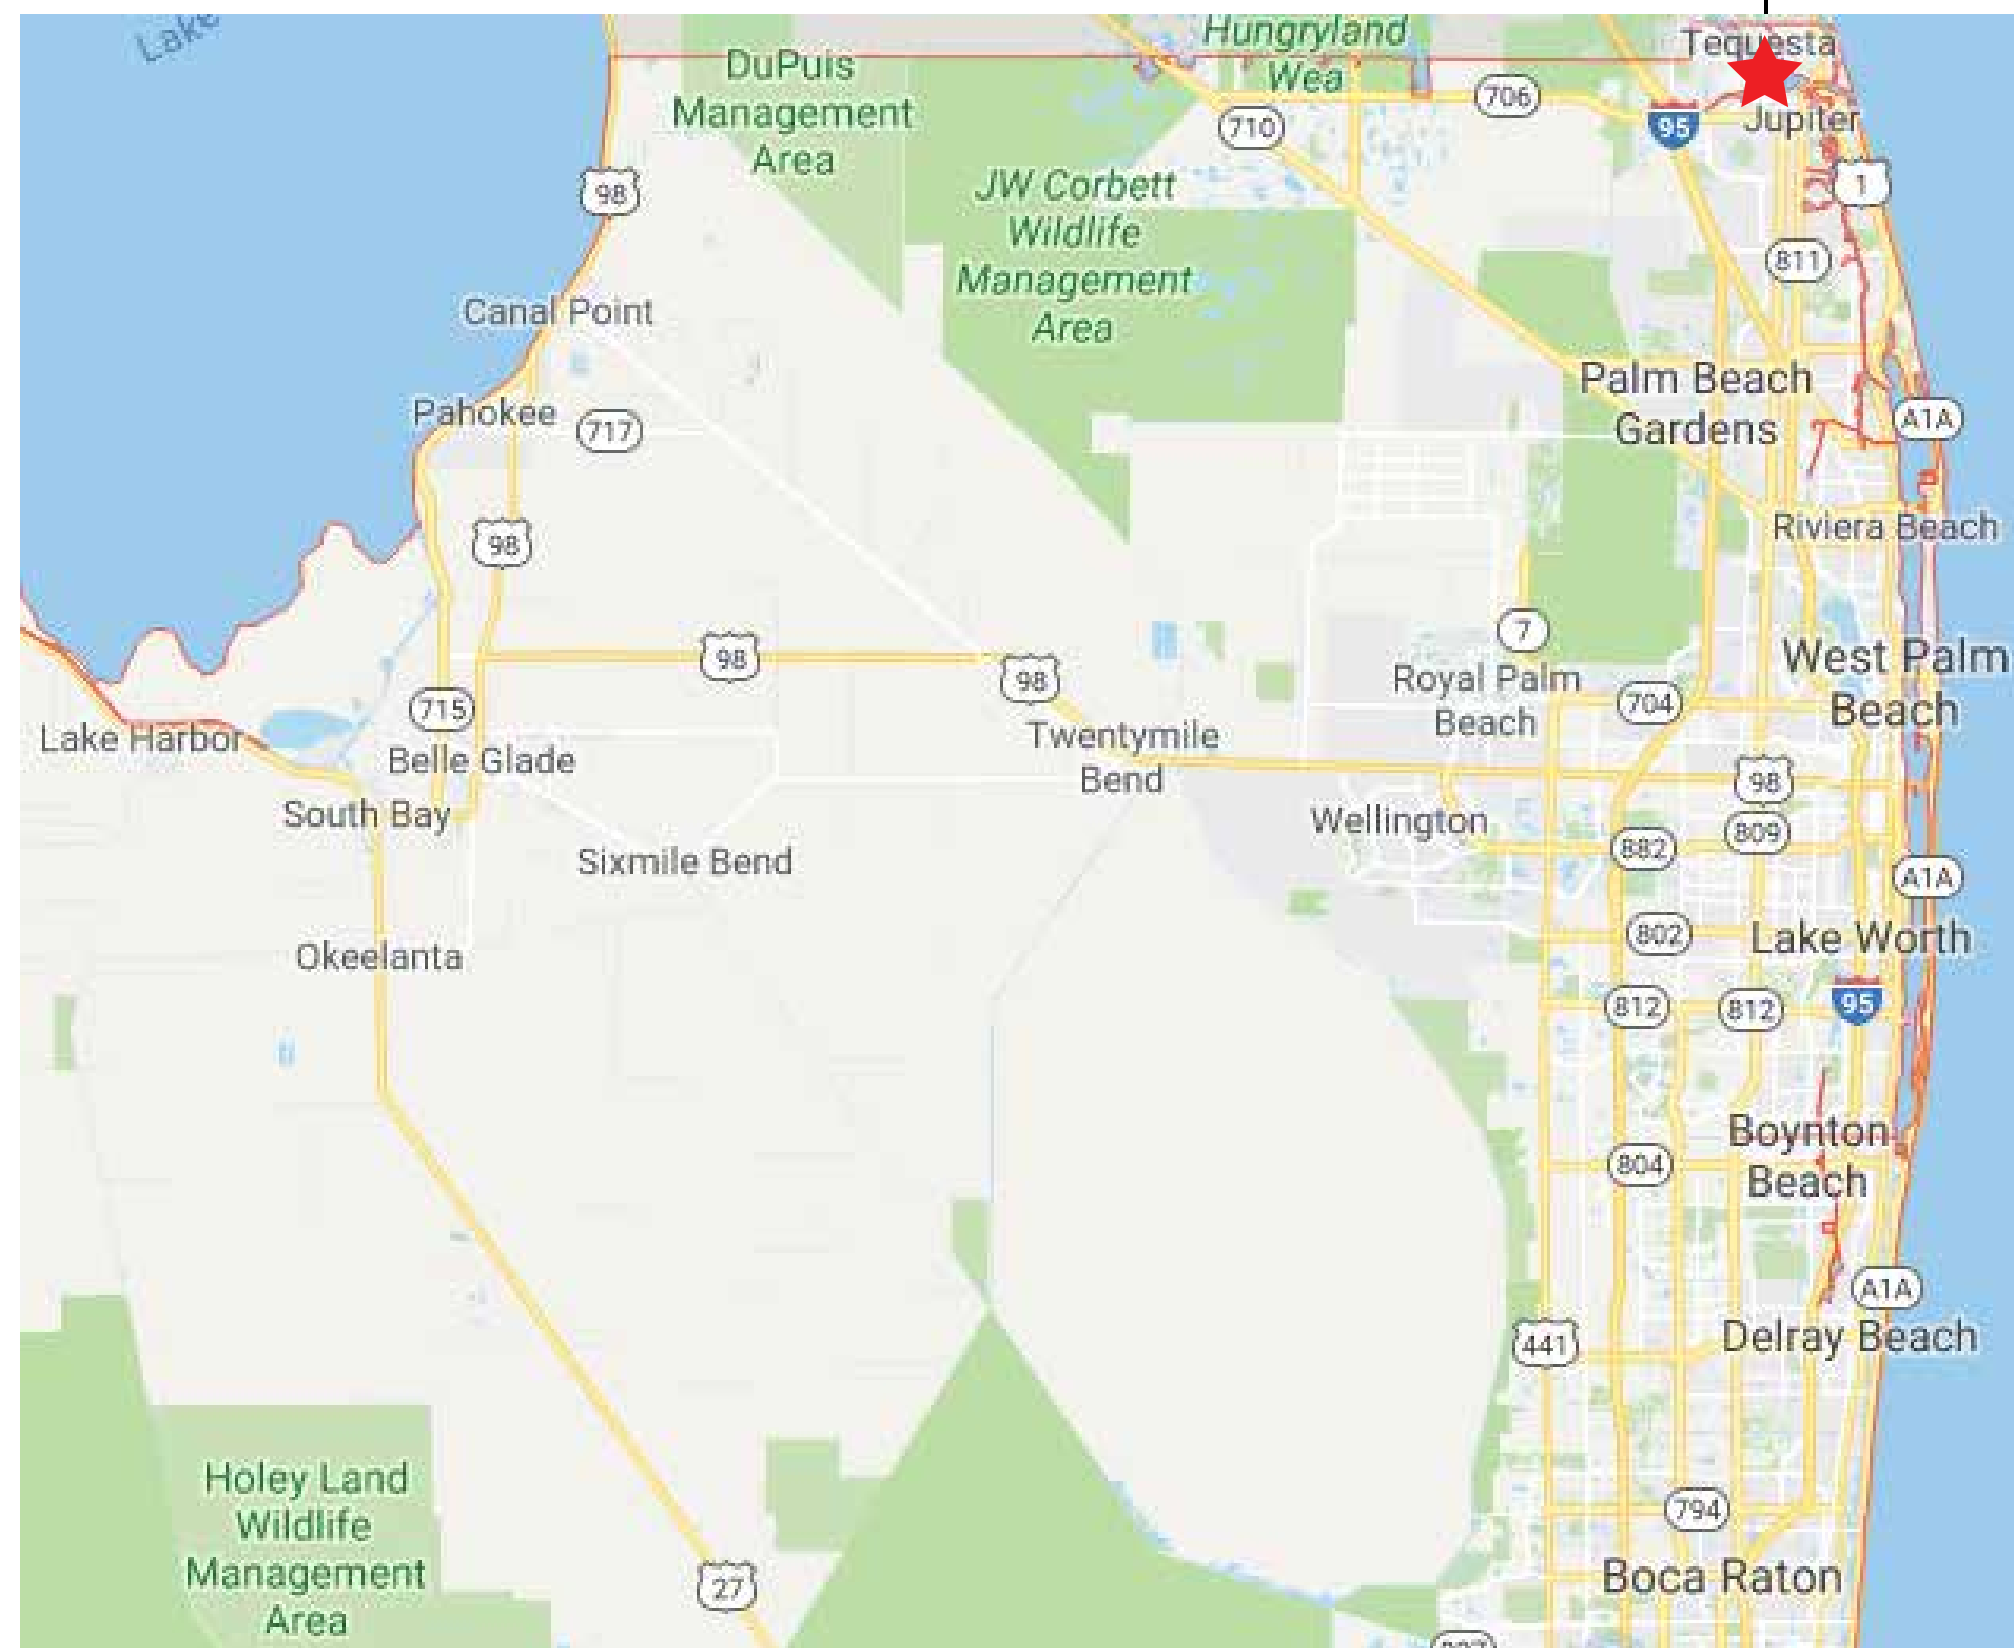 Lake
Hungryland
Wea
Tequesta
DuPuis
Management
Area
706
710
95
Jupiter
98
1
JW Corbett
Wildlife
Management
Area
811
Canal Point
Palm Beach
Gardens
Pahokee
717
A1A
Riviera Beach
98
7
98
98
Royal Palm
Beach
704
West Palm
Beach
715
Lake Harbor
Twentymile
Bend
Belle Glade
98
South Bay
Wellington
809
882
Sixmile Bend
A1A
802
Lake Worth
Okeelanta
812
812
95
Boynton
Beach
804
A1A
441
Delray Beach
Holey Land
Wildlife
Management
Area
794
Boca Raton
27